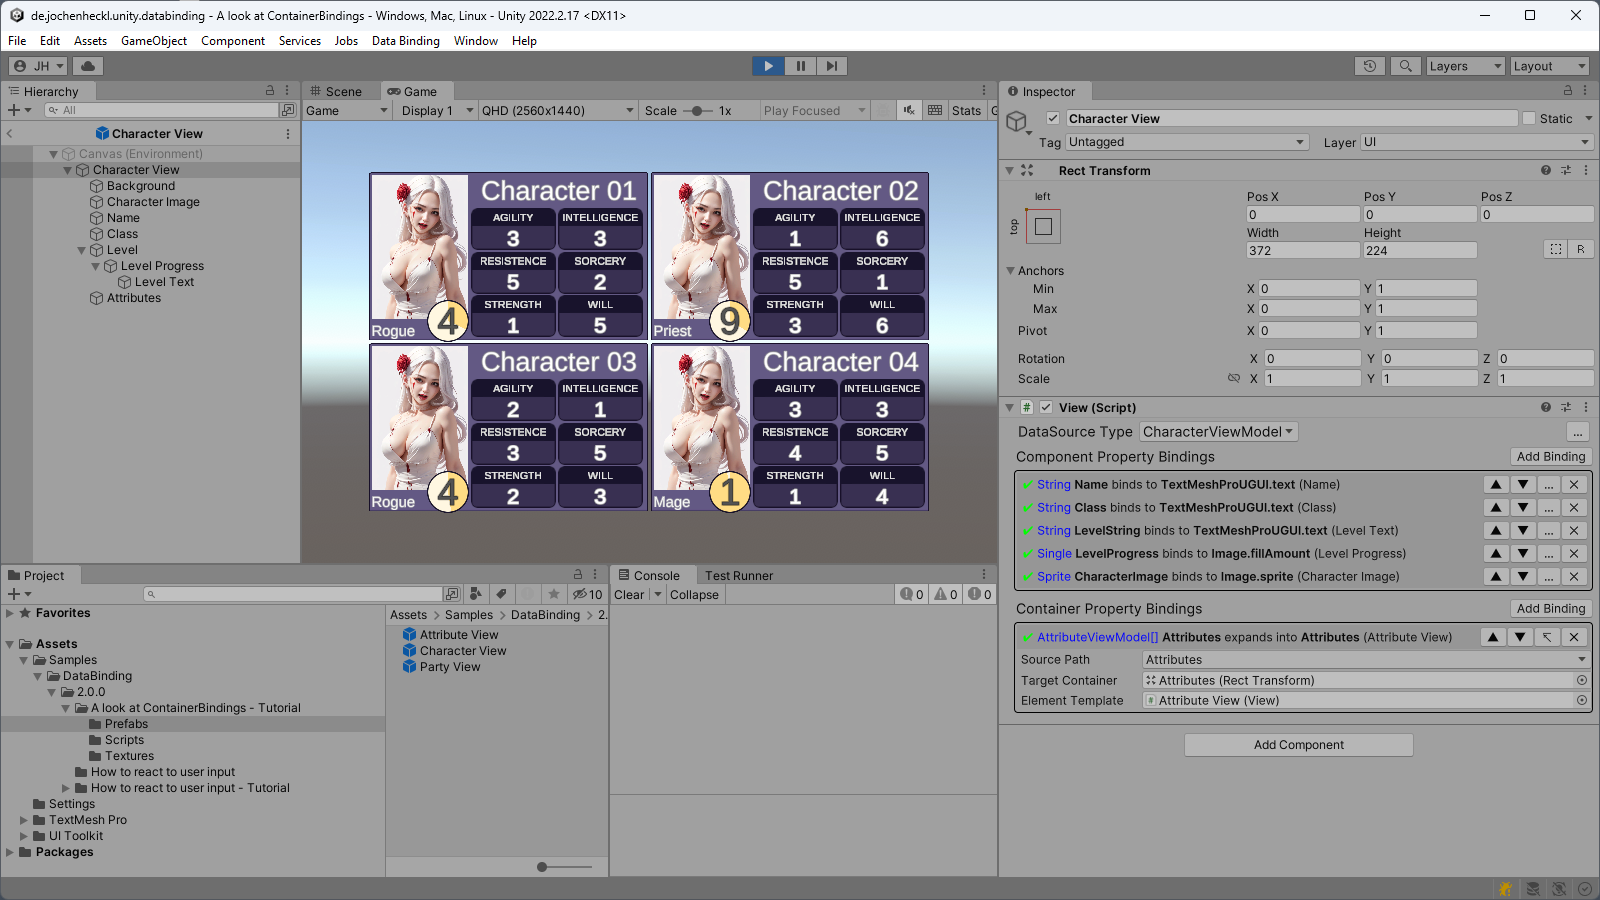 de.jochenheckl.unity.databinding - A look at ContainerBindings - Windows, Mac, Linux - Unity 2022.2.17 <DX11>
File Edit Assets GameObject Component Services Jobs Data Binding Window Help
JH
Layers
Layout
Hierarchy
All
Character View
Canvas (Environment)
Character View
Background
Character Image
Name
Class
Level
Level Progress
Level Text
Attributes
Scene
Game
Game
Display 1
QHD (2560x1440)
Scale
1x
Play Focused
Stats
G
Character 01
AGILITY
3
INTELLIGENCE
3
RESISTENCE
5
SORCERY
2
STRENGTH
1
WILL
5
Rogue
4
Character 02
AGILITY
1
INTELLIGENCE
6
RESISTENCE
5
SORCERY
1
STRENGTH
3
WILL
6
Priest
9
Character 03
AGILITY
2
INTELLIGENCE
1
RESISTENCE
3
SORCERY
5
STRENGTH
2
WILL
3
Rogue
4
Character 04
AGILITY
3
INTELLIGENCE
3
RESISTENCE
4
SORCERY
5
STRENGTH
1
WILL
4
Mage
1
Project
10
Favorites
Assets
Samples
DataBinding
2.0.0
A look at ContainerBindings - Tutorial
Prefabs
Scripts
Textures
How to react to user input
How to react to user input - Tutorial
Settings
TextMesh Pro
UI Toolkit
Packages
Assets > Samples > DataBinding > 2.
Attribute View
Character View
Party View
Console
Test Runner
Clear
Collapse
0
0
0
Inspector
Character View
Static
Tag
Untagged
Layer
UI
Rect Transform
left
top
Pos X Pos Y Pos Z
0 0 0
Width Height
372 224
R
Anchors
Min X 0 Y 1
Max X 0 Y 1
Pivot X 0 Y 1
Rotation X 0 Y 0 Z 0
Scale X 1 Y 1 Z 1
# View (Script)
DataSource Type CharacterViewModel ...
Component Property Bindings Add Binding
String Name binds to TextMeshProUGUI.text (Name) ...
String Class binds to TextMeshProUGUI.text (Class) ...
String LevelString binds to TextMeshProUGUI.text (Level Text) ...
Single LevelProgress binds to Image.fillAmount (Level Progress) ...
Sprite CharacterImage binds to Image.sprite (Character Image) ...
Container Property Bindings Add Binding
AttributeViewModel[] Attributes expands into Attributes (Attribute View)
Source Path Attributes
Target Container Attributes (Rect Transform)
Element Template # Attribute View (View)
Add Component